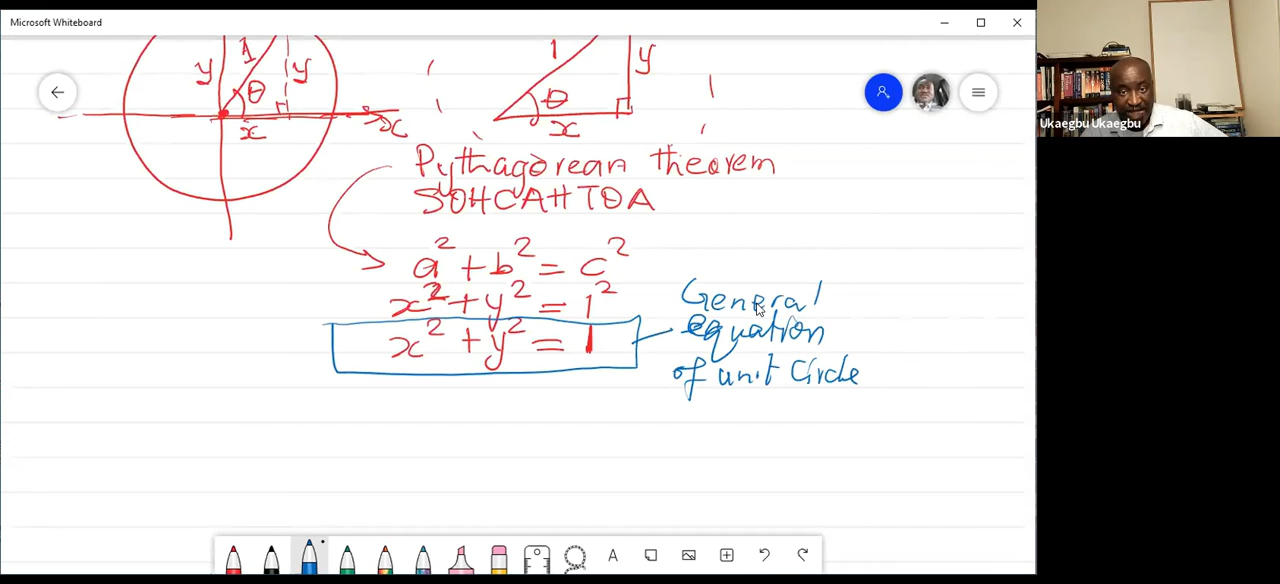 Microsoft Whiteboard
Ukaegbu Ukaegbu
y 1 y
θ
x
x
1 y
θ
x
Pythagorean theorem
SOHCAHTOA
a² + b² = c²
x² + y² = 1²
x² + y² = 1
General
equation
of unit Circle
A